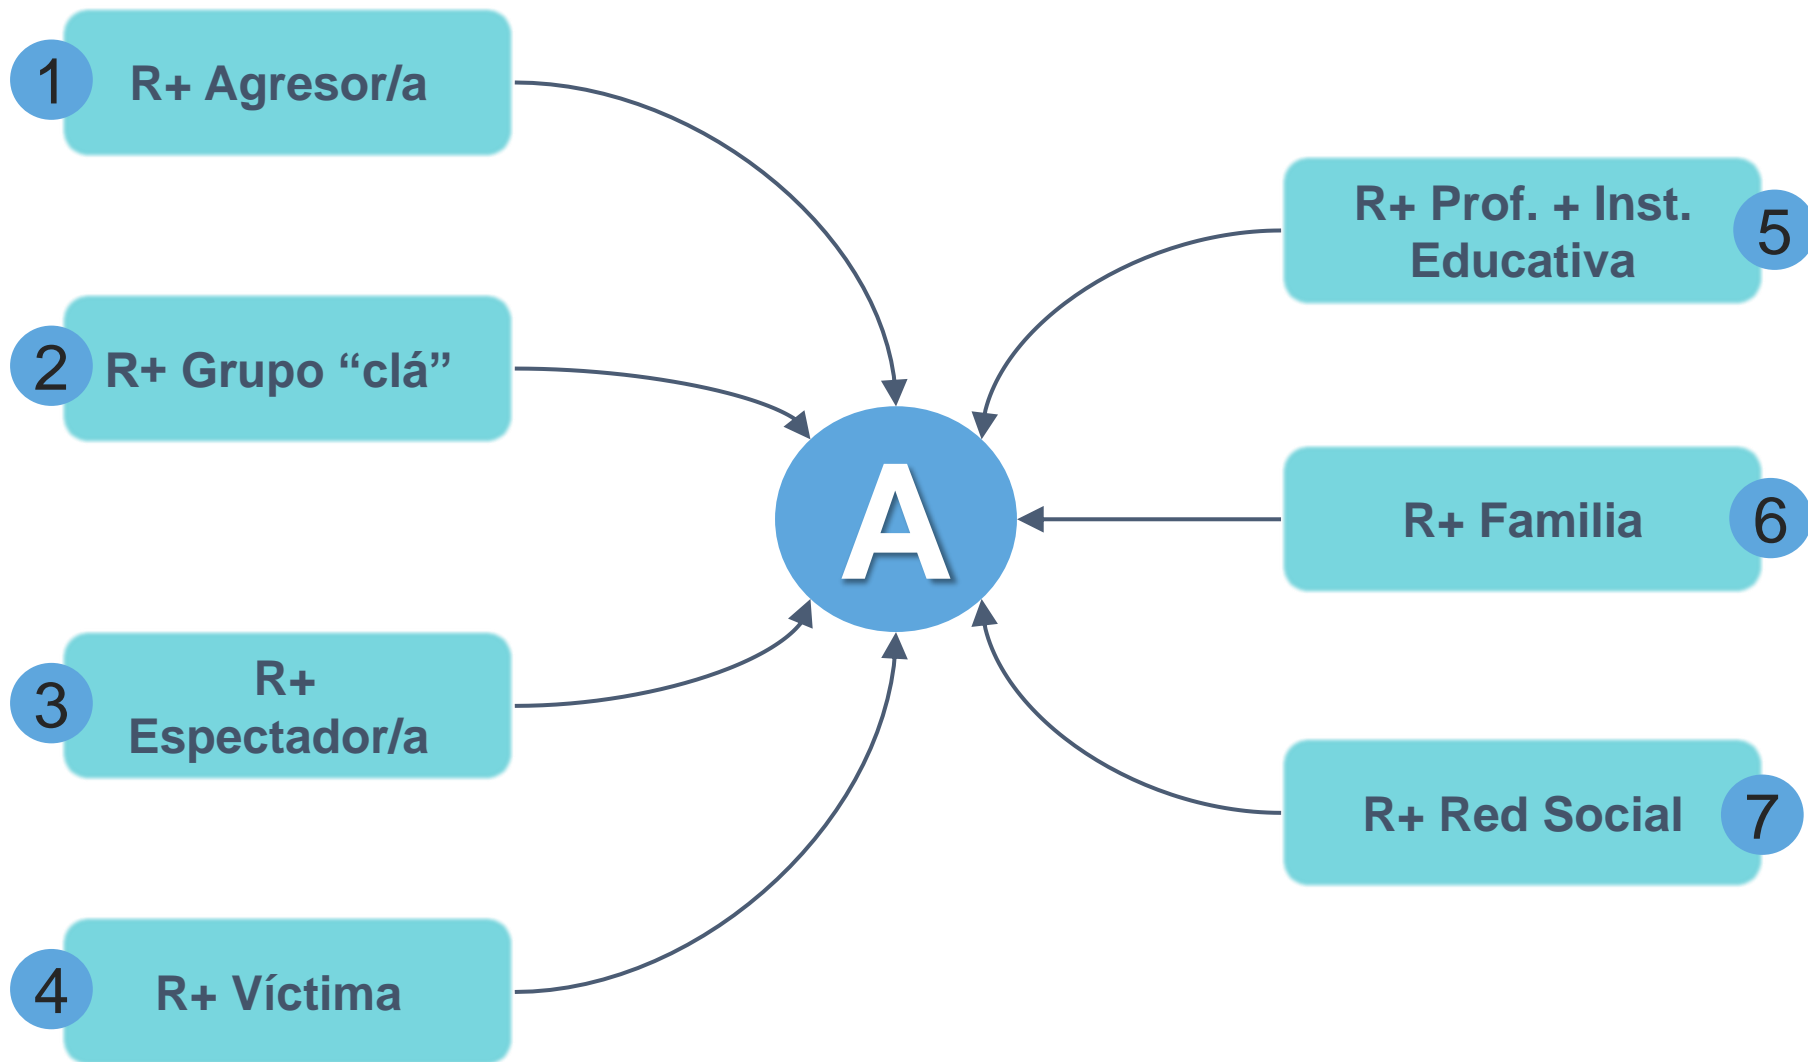 1
R+ Agresor/a
2
R+ Grupo “clá”
3
R+
Espectador/a
4
R+ Víctima
A
R+ Prof. + Inst.
Educativa
5
R+ Familia
6
R+ Red Social
7